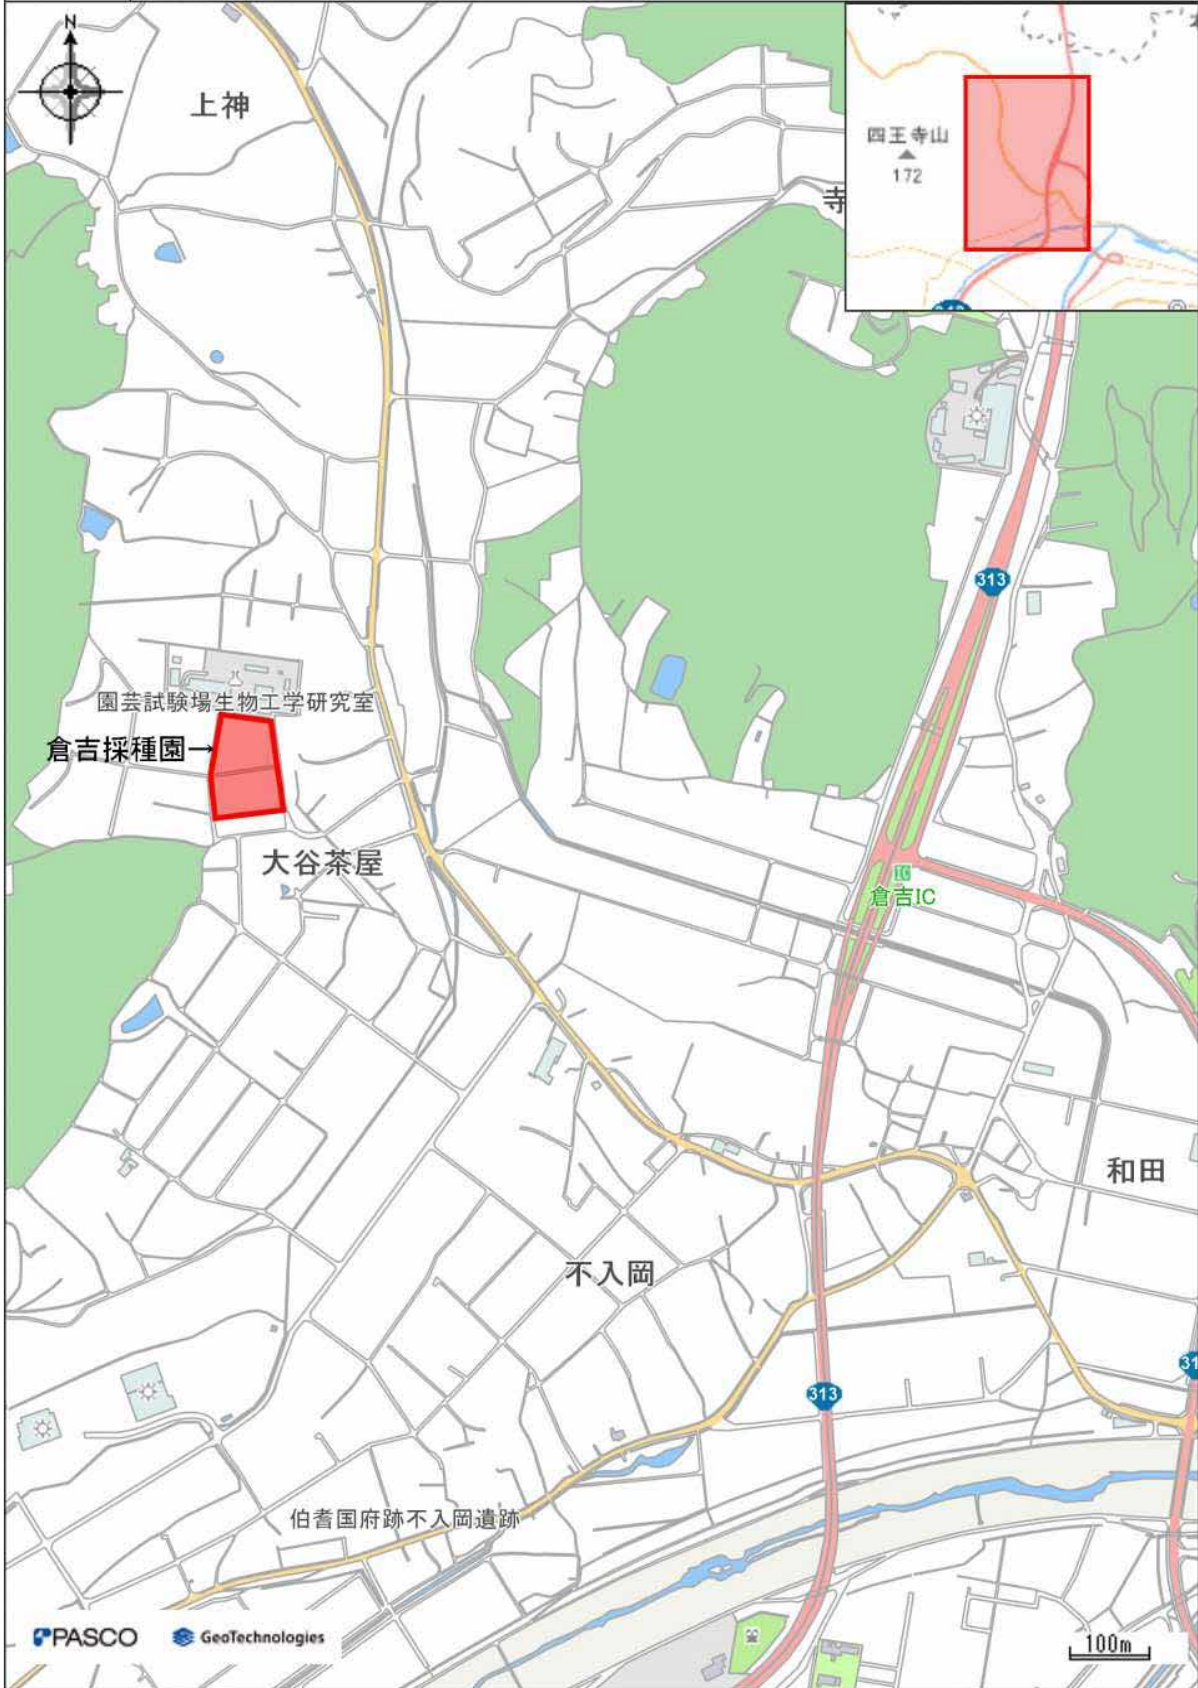 N
上神
四王寺山
172
寺
313
園芸試験場生物工学研究室
倉吉採種園→
大谷茶屋
IC
倉吉IC
和田
不入岡
31
313
伯耆国府跡不入岡遺跡
PASCO
GeoTechnologies
100m